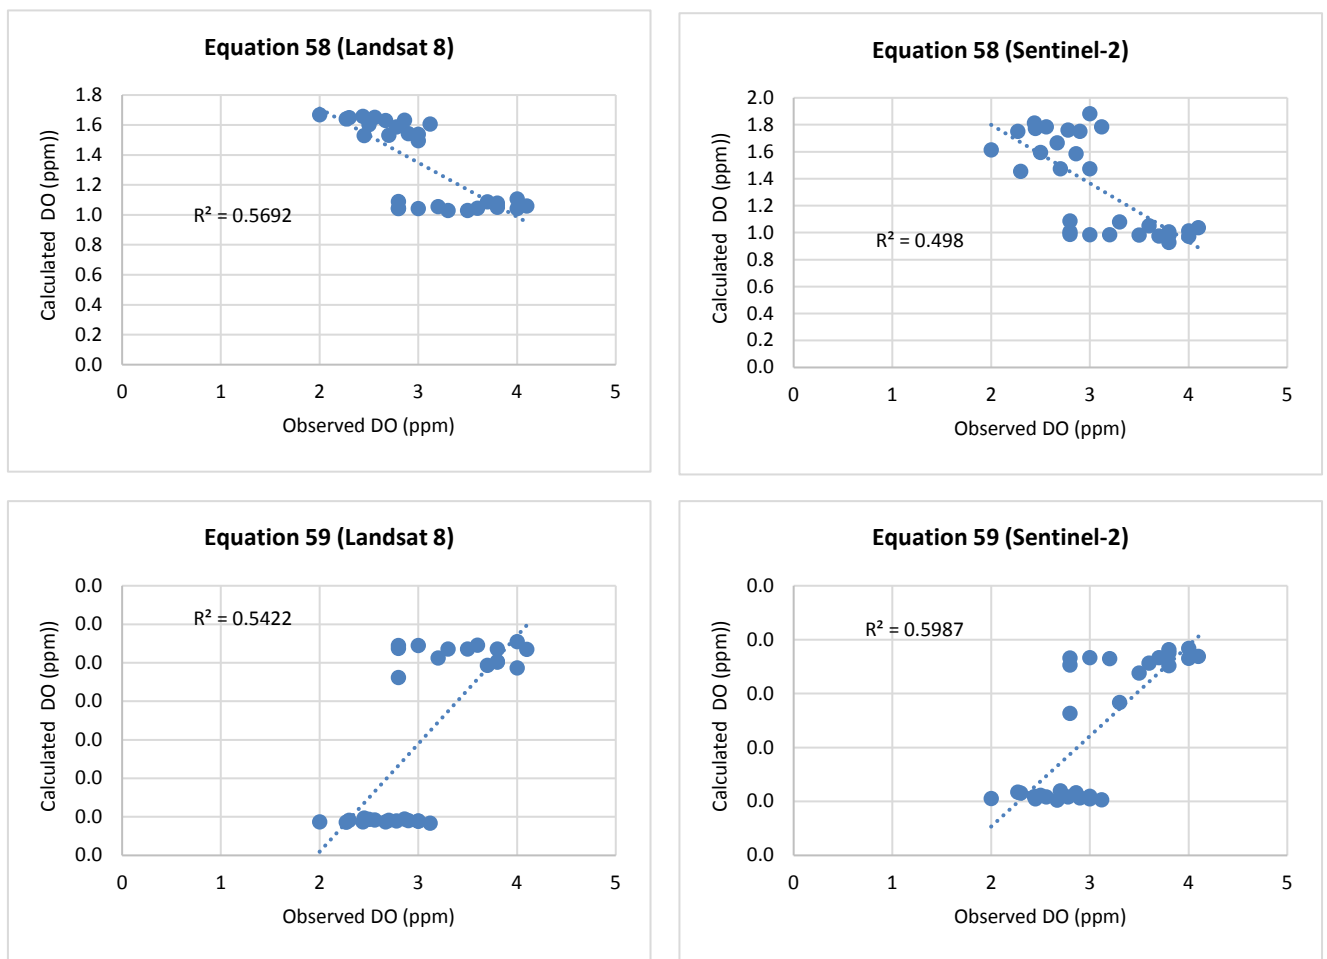 Equation 58 (Landsat 8)
Calculated DO (ppm))
1.8
1.6
1.4
1.2
1.0
0.8
0.6
0.4
0.2
0.0
R² = 0.5692
0 1 2 3 4 5
Observed DO (ppm)
Equation 58 (Sentinel-2)
Calculated DO (ppm))
2.0
1.8
1.6
1.4
1.2
1.0
0.8
0.6
0.4
0.2
0.0
R² = 0.498
0 1 2 3 4 5
Observed DO (ppm)
Equation 59 (Landsat 8)
Calculated DO (ppm))
0.0
0.0
0.0
0.0
0.0
0.0
0.0
0.0
R² = 0.5422
0 1 2 3 4 5
Observed DO (ppm)
Equation 59 (Sentinel-2)
Calculated DO (ppm))
0.0
0.0
0.0
0.0
0.0
0.0
R² = 0.5987
0 1 2 3 4 5
Observed DO (ppm)